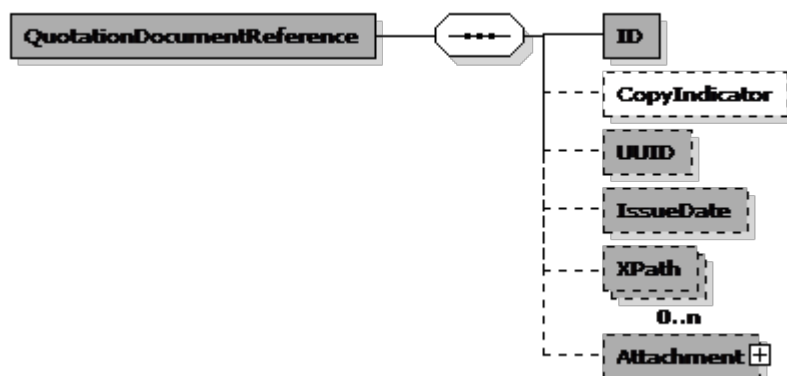 QuotationDocumentReference
ID
CopyIndicator
UUID
IssueDate
XPath
0..n
Attachment